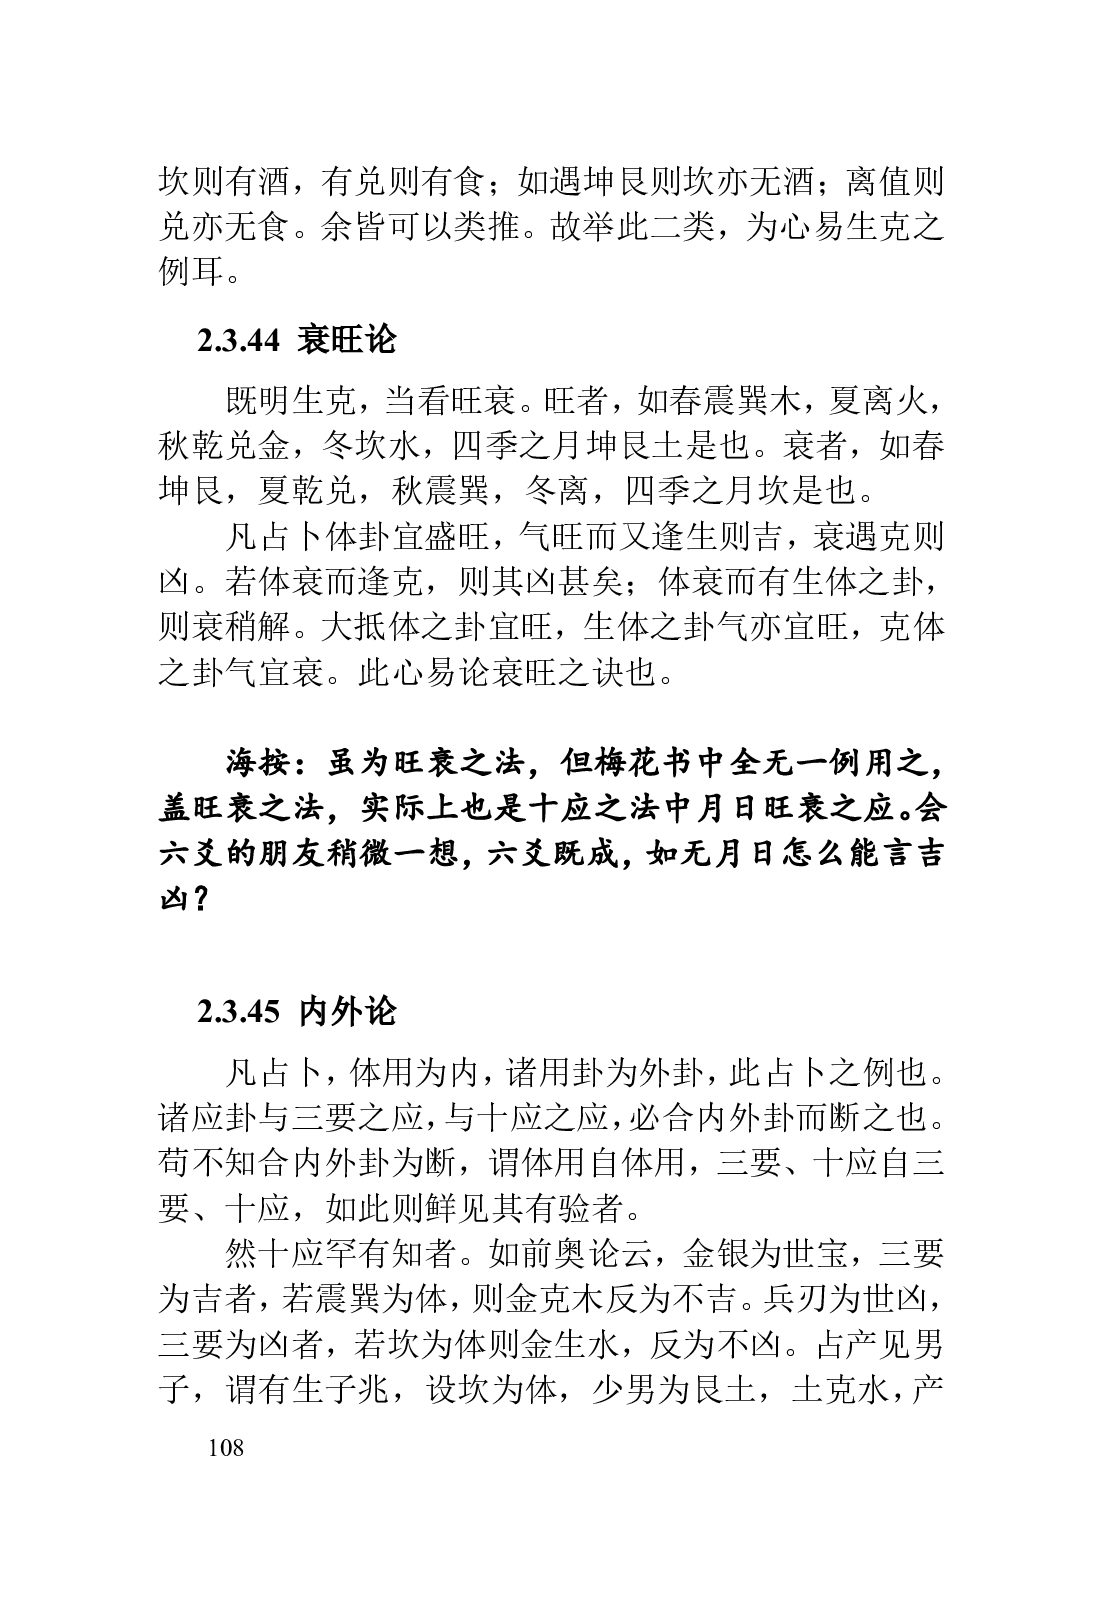 坎则有酒，有兑则有食；如遇坤艮则坎亦无酒；离值则
兑亦无食。余皆可以类推。故举此二类，为心易生克之
例耳。
2.3.44 衰旺论
既明生克，当看旺衰。旺者，如春震巽木，夏离火，
秋乾兑金，冬坎水，四季之月坤艮土是也。衰者，如春
坤艮，夏乾兑，秋震巽，冬离，四季之月坎是也。
凡占卜体卦宜盛旺，气旺而又逢生则吉，衰遇克则
凶。若体衰而逢克，则其凶甚矣；体衰而有生体之卦，
则衰稍解。大抵体之卦宜旺，生体之卦气亦宜旺，克体
之卦气宜衰。此心易论衰旺之诀也。
海按：虽为旺衰之法，但梅花书中全无一例用之，
盖旺衰之法，实际上也是十应之法中月日旺衰之应。会
六爻的朋友稍微一想，六爻既成，如无月日怎么能言吉
凶？
2.3.45 内外论
凡占卜，体用为内，诸用卦为外卦，此占卜之例也。
诸应卦与三要之应，与十应之应，必合内外卦而断之也。
苟不知合内外卦为断，谓体用自体用，三要、十应自三
要、十应，如此则鲜见其有验者。
然十应罕有知者。如前奥论云，金银为世宝，三要
为吉者，若震巽为体，则金克木反为不吉。兵刃为世凶，
三要为凶者，若坎为体则金生水，反为不凶。占产见男
子，谓有生子兆，设坎为体，少男为艮土，土克水，产
108